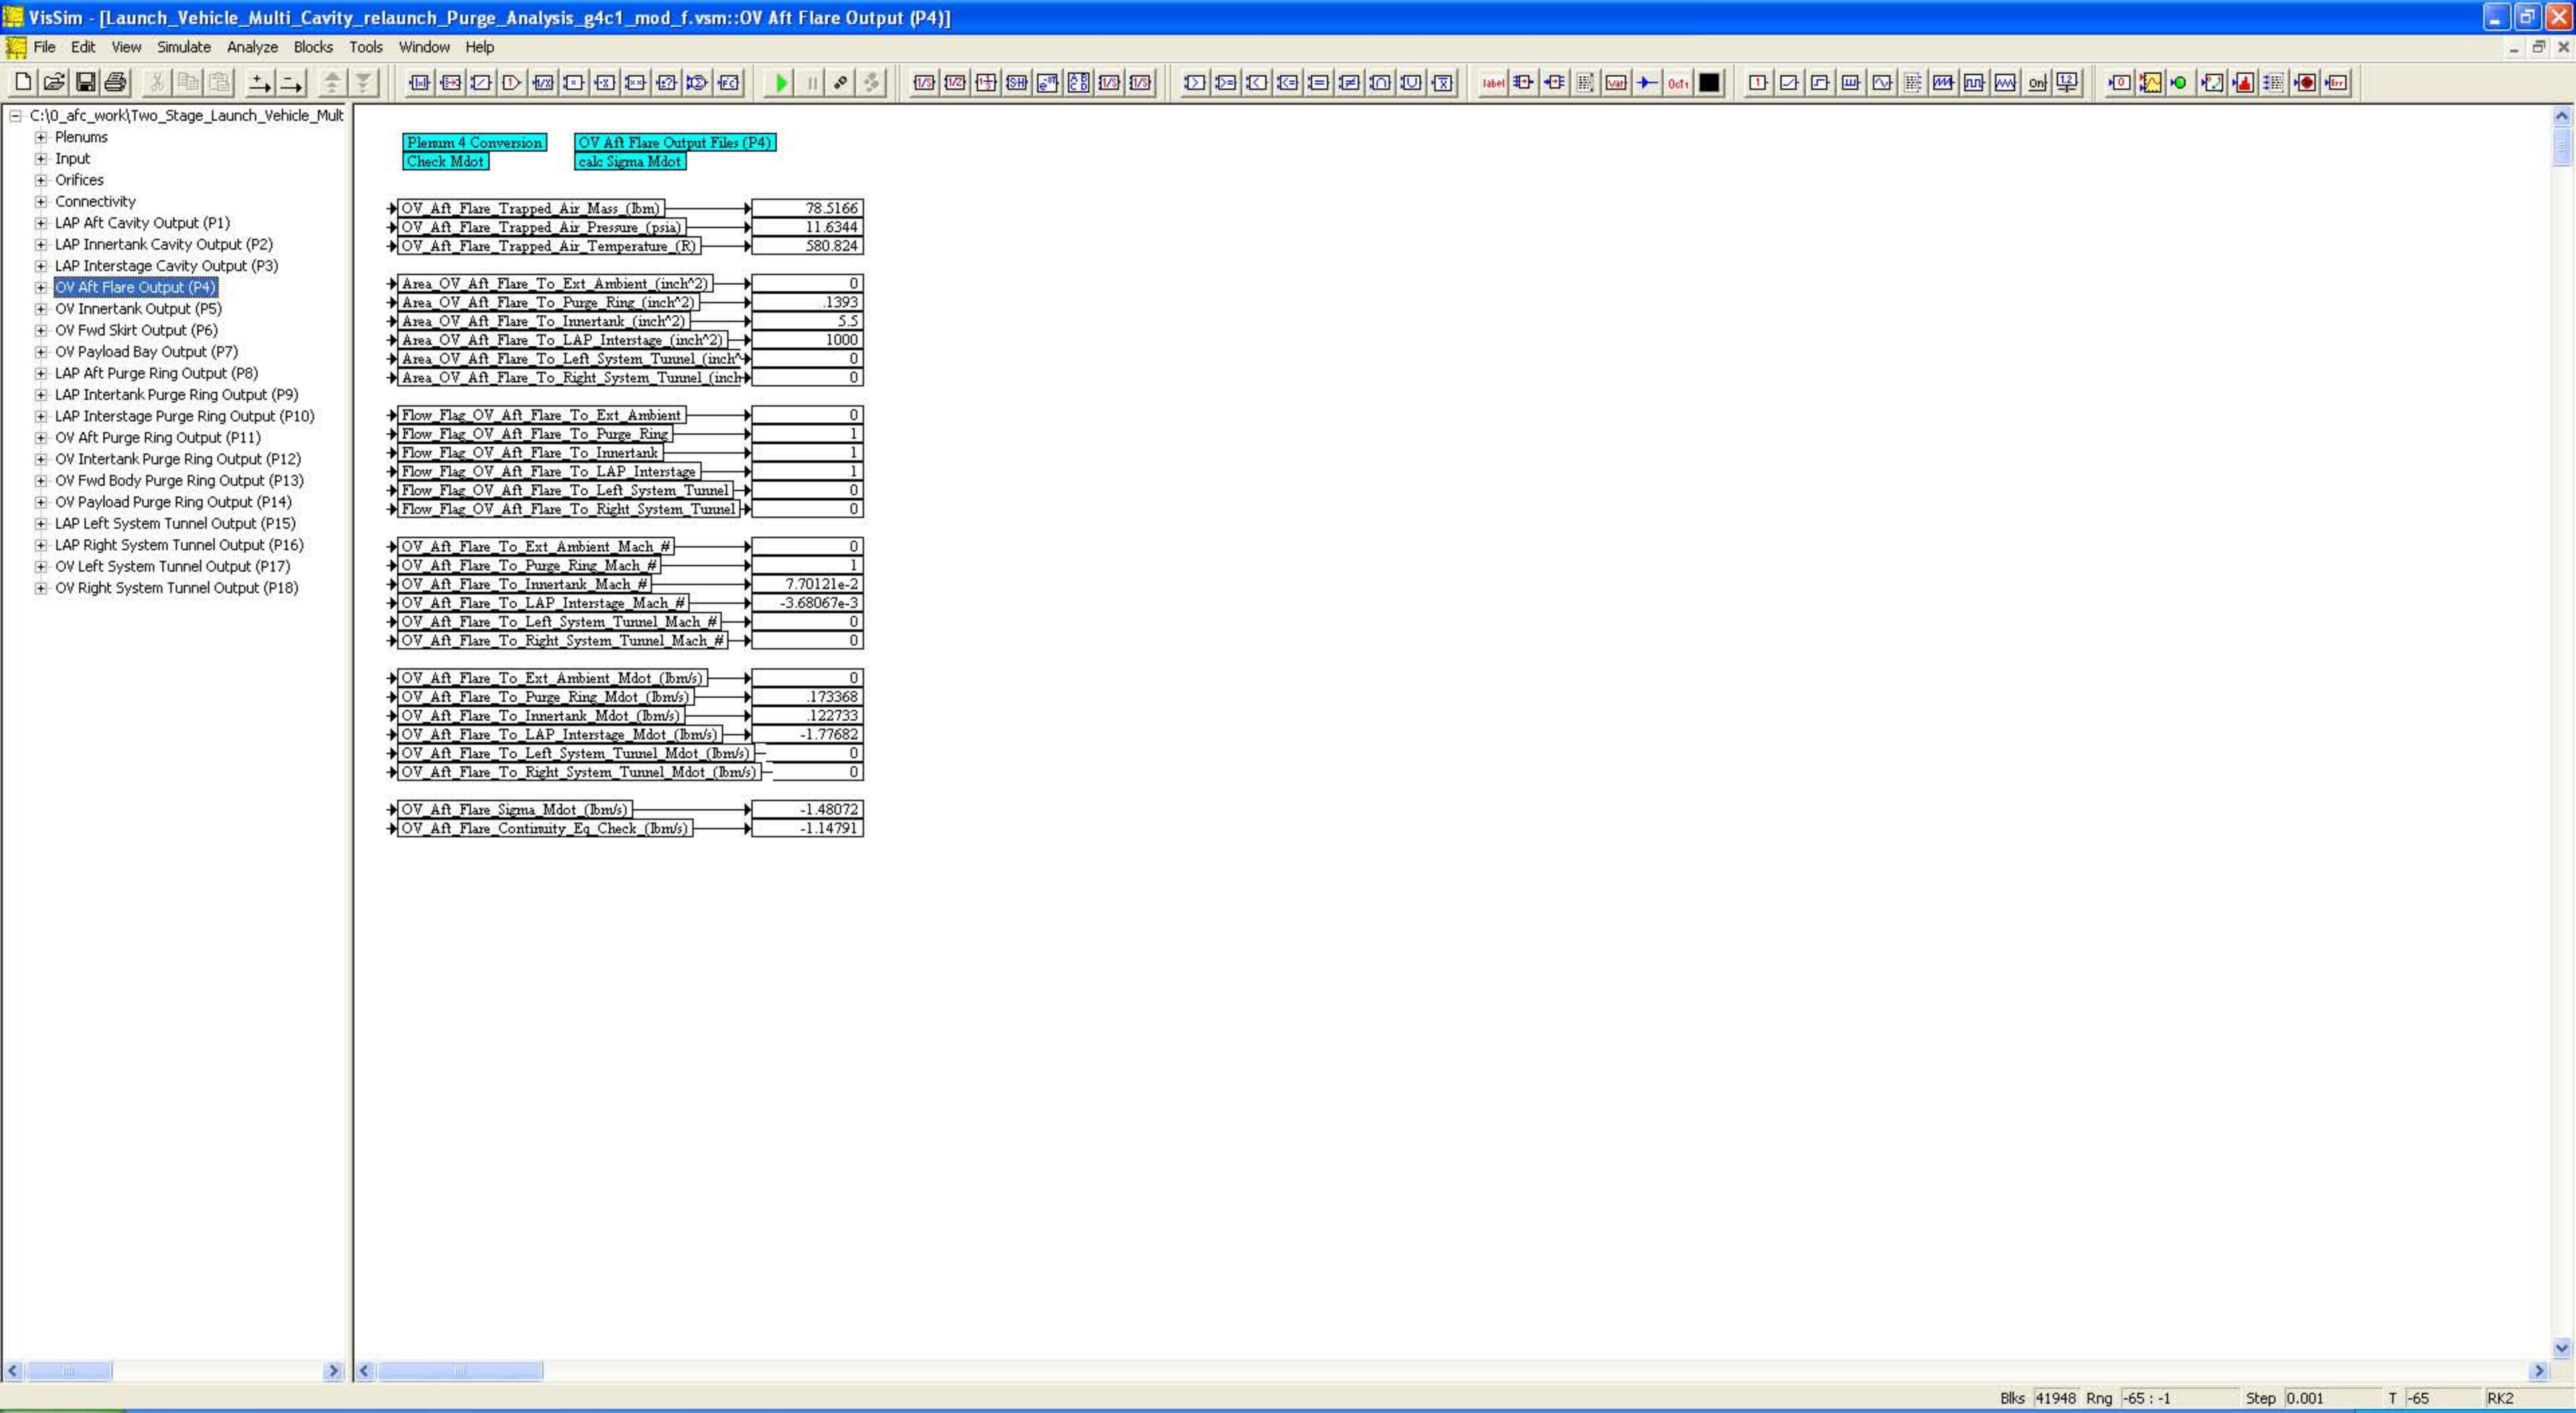 VisSim - [Launch_Vehicle_Multi_Cavity_relaunch_Purge_Analysis_g4c1_mod_f.vsm::OV Aft Flare Output (P4)]
File Edit View Simulate Analyze Blocks Tools Window Help
C:\0_afc_work\Two_Stage_Launch_Vehicle_Mult
Plenums
Input
Orifices
Connectivity
LAP Aft Cavity Output (P1)
LAP Innertank Cavity Output (P2)
LAP Interstage Cavity Output (P3)
OV Aft Flare Output (P4)
OV Innertank Output (P5)
OV Fwd Skirt Output (P6)
OV Payload Bay Output (P7)
LAP Aft Purge Ring Output (P8)
LAP Intertank Purge Ring Output (P9)
LAP Interstage Purge Ring Output (P10)
OV Aft Purge Ring Output (P11)
OV Intertank Purge Ring Output (P12)
OV Fwd Body Purge Ring Output (P13)
OV Payload Purge Ring Output (P14)
LAP Left System Tunnel Output (P15)
LAP Right System Tunnel Output (P16)
OV Left System Tunnel Output (P17)
OV Right System Tunnel Output (P18)
Plenum 4 Conversion OV Aft Flare Output Files (P4)
Check Mdot calc Sigma Mdot
OV_Aft_Flare_Trapped_Air_Mass_(lbm) 78.5166
OV_Aft_Flare_Trapped_Air_Pressure_(psia) 11.6344
OV_Aft_Flare_Trapped_Air_Temperature_(R) 580.824
Area_OV_Aft_Flare_To_Ext_Ambient_(inch^2) 0
Area_OV_Aft_Flare_To_Purge_Ring_(inch^2) .1393
Area_OV_Aft_Flare_To_Innertank_(inch^2) 5.5
Area_OV_Aft_Flare_To_LAP_Interstage_(inch^2) 1000
Area_OV_Aft_Flare_To_Left_System_Tunnel_(inch^ 0
Area_OV_Aft_Flare_To_Right_System_Tunnel_(inch 0
Flow_Flag_OV_Aft_Flare_To_Ext_Ambient 0
Flow_Flag_OV_Aft_Flare_To_Purge_Ring 1
Flow_Flag_OV_Aft_Flare_To_Innertank 1
Flow_Flag_OV_Aft_Flare_To_LAP_Interstage 1
Flow_Flag_OV_Aft_Flare_To_Left_System_Tunnel 0
Flow_Flag_OV_Aft_Flare_To_Right_System_Tunnel 0
OV_Aft_Flare_To_Ext_Ambient_Mach_# 0
OV_Aft_Flare_To_Purge_Ring_Mach_# 1
OV_Aft_Flare_To_Innertank_Mach_# 7.70121e-2
OV_Aft_Flare_To_LAP_Interstage_Mach_# -3.68067e-3
OV_Aft_Flare_To_Left_System_Tunnel_Mach_# 0
OV_Aft_Flare_To_Right_System_Tunnel_Mach_# 0
OV_Aft_Flare_To_Ext_Ambient_Mdot_(lbm/s) 0
OV_Aft_Flare_To_Purge_Ring_Mdot_(lbm/s) .173368
OV_Aft_Flare_To_Innertank_Mdot_(lbm/s) .122733
OV_Aft_Flare_To_LAP_Interstage_Mdot_(lbm/s) -1.77682
OV_Aft_Flare_To_Left_System_Tunnel_Mdot_(lbm/s) 0
OV_Aft_Flare_To_Right_System_Tunnel_Mdot_(lbm/s) 0
OV_Aft_Flare_Sigma_Mdot_(lbm/s) -1.48072
OV_Aft_Flare_Continuity_Eq_Check_(lbm/s) -1.14791
Blks 41948 Rng -65 : -1 Step 0.001 T -65 RK2